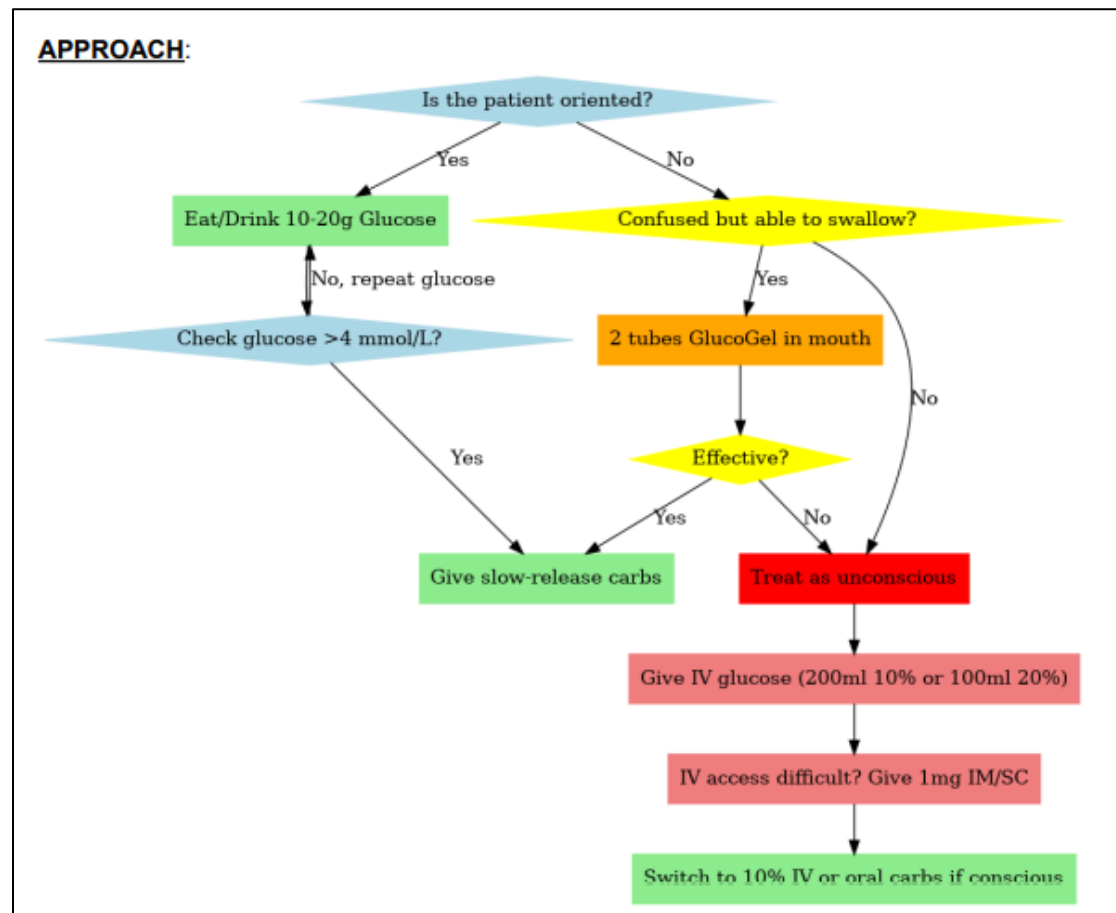 APPROACH:
Is the patient oriented?
Yes
No
Eat/Drink 10-20g Glucose
Confused but able to swallow?
No, repeat glucose
Yes
Check glucose >4 mmol/L?
2 tubes GlucoGel in mouth
No
Yes
Effective?
Yes
No
Give slow-release carbs
Treat as unconscious
Give IV glucose (200ml 10% or 100ml 20%)
IV access difficult? Give 1mg IM/SC
Switch to 10% IV or oral carbs if conscious